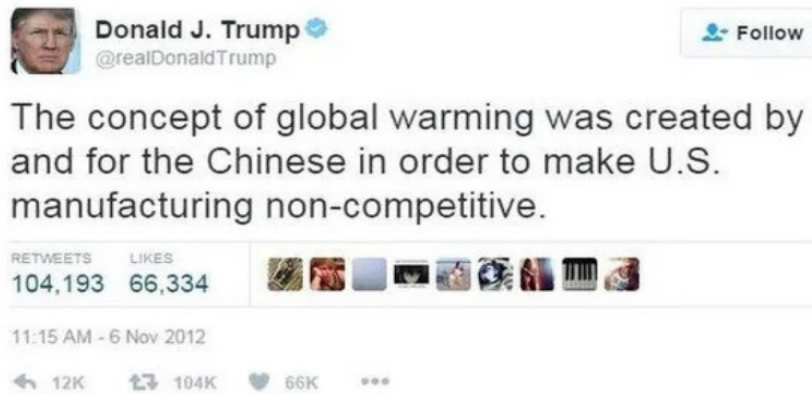 Donald J. Trump
Follow
@realDonaldTrump
The concept of global warming was created by
and for the Chinese in order to make U.S.
manufacturing non-competitive.
RETWEETS LIKES
104,193 66,334
11:15 AM - 6 Nov 2012
12K 104K 66K